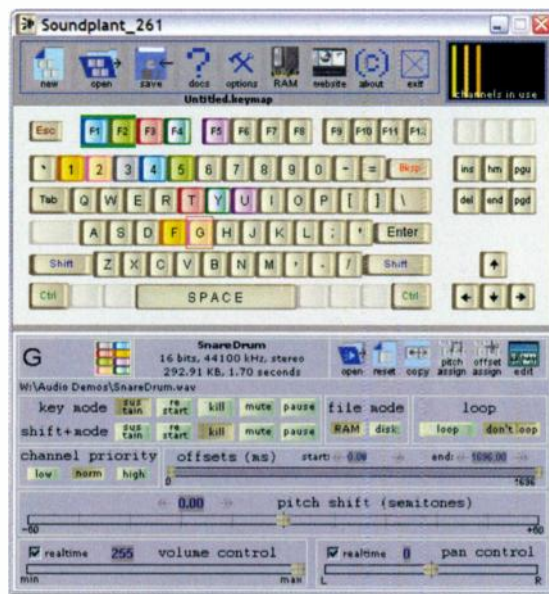 Soundplant_261
new open save docs options RAM website about exit
channels in use
Untitled.keymap
Esc F1 F2 F3 F4 F5 F6 F7 F8 F9 F10 F11
` 1 2 3 4 5 6 7 8 9 0 - = Bksp ins hm pgu
Tab Q W E R T Y U I O P [ ] \ del end pgd
A S D F G H J K L ; ' Enter
Shift Z X C V B N M , . / Shift
Ctrl SPACE Ctrl
G
SnareDrum
16 bits, 44100 kHz, stereo
292.91 KB, 1.70 seconds
open reset copy pitch assign offset assign edit
W:\Audio Demos\SnareDrum.wav
key mode sus tain re start kill mute pause file mode loop
shift+mode sus tain re start kill mute pause RAM disk loop don't loop
channel priority offsets (ms) start: 0.00 end: 1696.00
low norm high 0 1696
0.00 pitch shift (semitones)
-60 +60
realtime 255 volume control realtime 0 pan control
min max L R